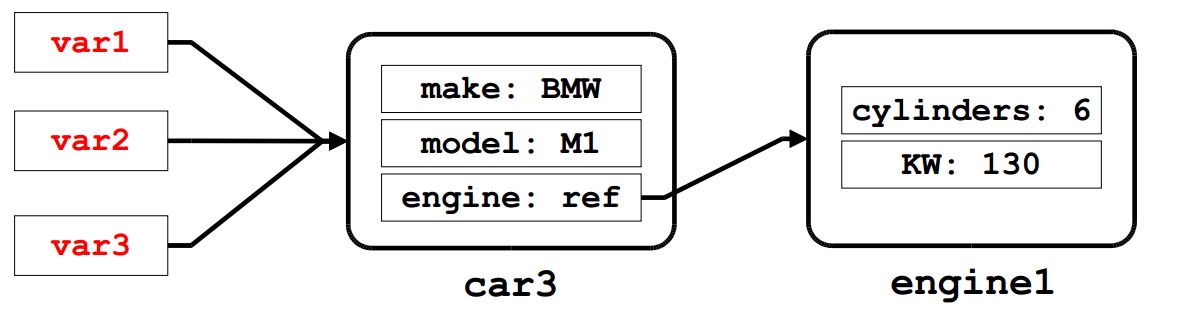 var1
var2
var3
make: BMW
model: M1
engine: ref
car3
cylinders: 6
KW: 130
engine1